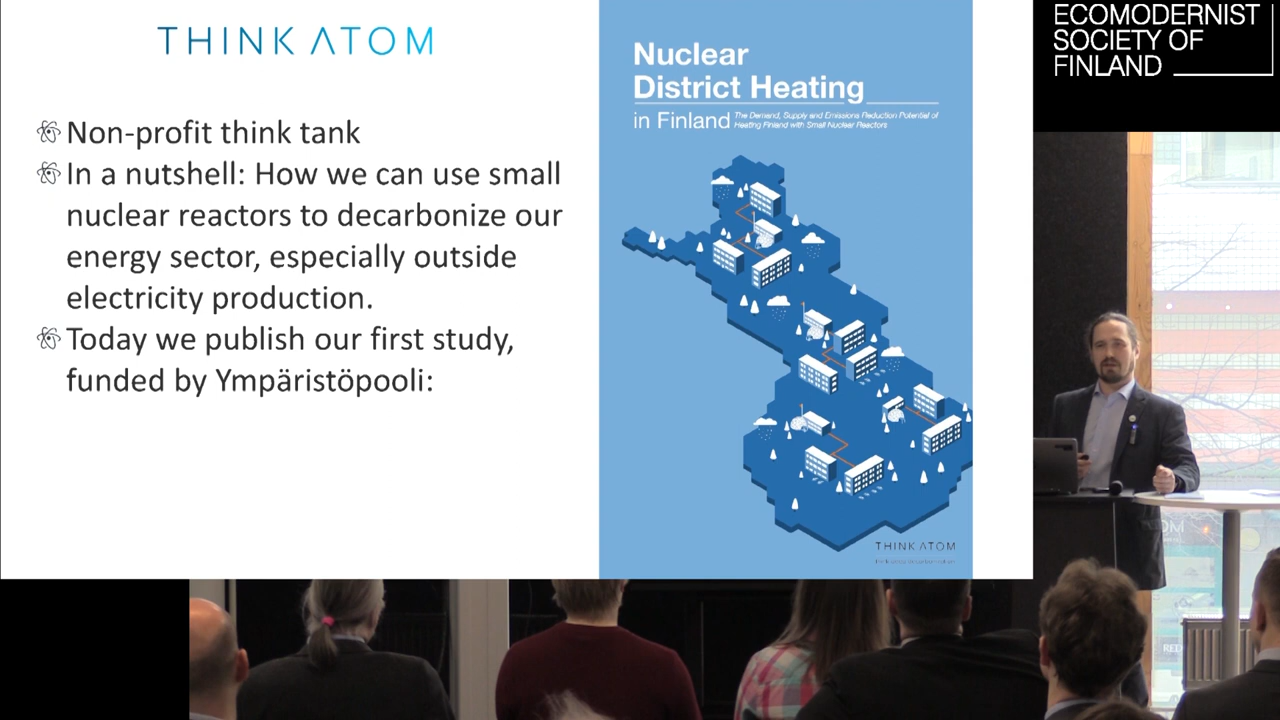 THINK ATOM
Non-profit think tank
In a nutshell: How we can use small
nuclear reactors to decarbonize our
energy sector, especially outside
electricity production.
Today we publish our first study,
funded by Ympäristöpooli:
Nuclear
District Heating
in Finland
The Demand, Supply and Emissions Reduction Potential of
Heating Finland with Small Nuclear Reactors
THINK ATOM
ECOMODERNIST
SOCIETY OF
FINLAND